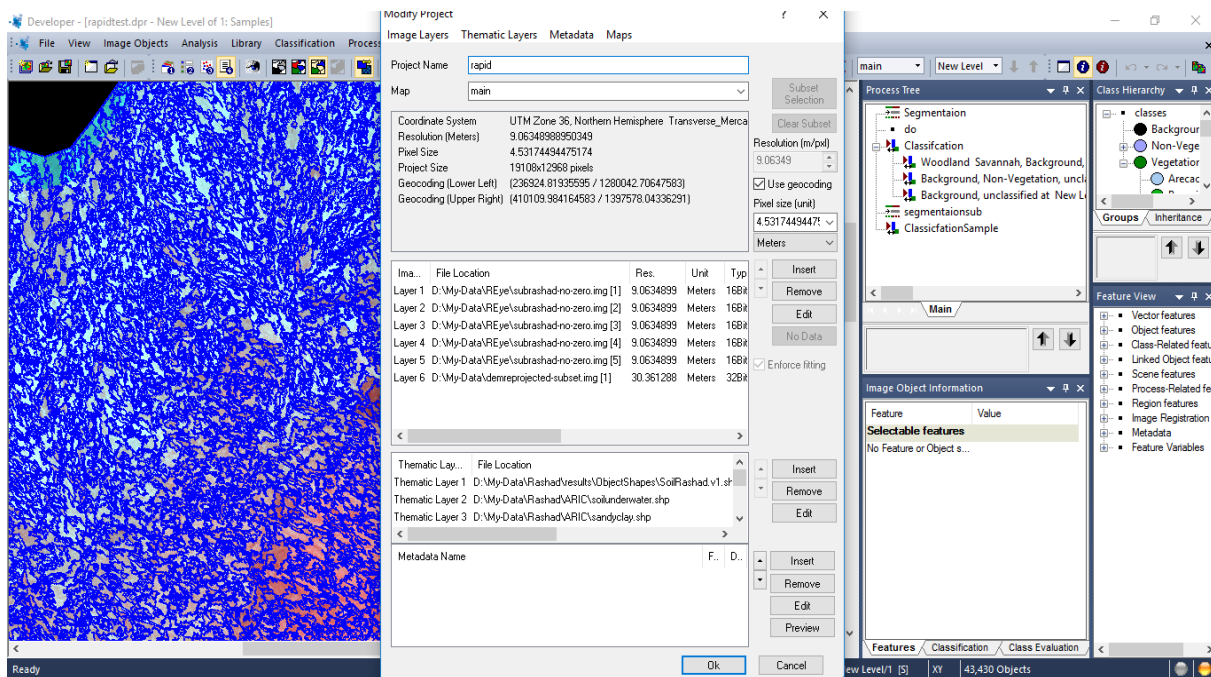 Developer - [rapidtest.dpr - New Level of 1: Samples]
File View Image Objects Analysis Library Classification Process
Modify Project
? X
Image Layers Thematic Layers Metadata Maps
Project Name rapid
Map main
Subset Selection
Clear Subset
Coordinate System UTM Zone 36, Northern Hemisphere Transverse_Merca
Resolution (Meters) 9.06348988950349
Pixel Size 4.53174494475174
Project Size 19108x12968 pixels
Geocoding (Lower Left) (236924.81935595 / 1280042.70647583)
Geocoding (Upper Right) (410109.984164583 / 1397578.04336291)
Resolution (m/pxl)
9.06349
Use geocoding
Pixel size (unit)
4.5317449447
Meters
Ima... File Location Res. Unit Typ
Layer 1 D:\My-Data\REye\subrashad-no-zero.img [1] 9.0634899 Meters 16Bit
Layer 2 D:\My-Data\REye\subrashad-no-zero.img [2] 9.0634899 Meters 16Bit
Layer 3 D:\My-Data\REye\subrashad-no-zero.img [3] 9.0634899 Meters 16Bit
Layer 4 D:\My-Data\REye\subrashad-no-zero.img [4] 9.0634899 Meters 16Bit
Layer 5 D:\My-Data\REye\subrashad-no-zero.img [5] 9.0634899 Meters 16Bit
Layer 6 D:\My-Data\demreprojected-subset.img [1] 30.361288 Meters 32Bit
Insert
Remove
Edit
No Data
Enforce fitting
Thematic Lay... File Location
Thematic Layer 1 D:\My-Data\Rashad\results\ObjectShapes\SoilRashad.v1.sh
Thematic Layer 2 D:\My-Data\Rashad\ARIC\soilunderwater.shp
Thematic Layer 3 D:\My-Data\Rashad\ARIC\sandyclay.shp
Insert
Remove
Edit
Metadata Name F.. D..
Insert
Remove
Edit
Preview
Ok Cancel
main New Level
Process Tree
Segmentaion
do
Classifcation
Woodland Savannah, Background,
Background, Non-Vegetation, uncla
Background, unclassified at New Le
segmentaionsub
ClassicfationSample
Main
Class Hierarchy
classes
Backgrour
Non-Vege
Vegetation
Arecac
Groups Inheritance
Feature View
Vector features
Object features
Class-Related featu
Linked Object featu
Scene features
Process-Related fe
Region features
Image Registration
Metadata
Feature Variables
Image Object Information
Feature Value
Selectable features
No Feature or Object s...
Features Classification Class Evaluation
Ready
ew Level/1 [S] XY 43,430 Objects